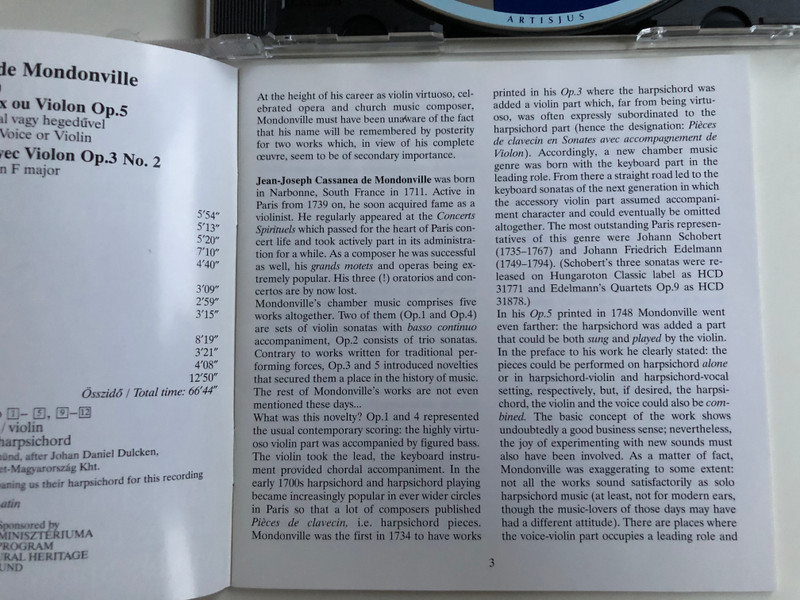 ARTISJUS
de Mondonville
x ou Violon Op.5
al vagy hegedűvel
Voice or Violin
vec Violon Op.3 No. 2
n F major
5'54"
5'13"
5'20"
7'10"
4'40"
3'09"
2'59"
3'15"
8'19"
3'21"
4'08"
12'50"
Összidő / Total time: 66'44"
1 – 5, 9 – 12
/ violin
harpsichord
münd, after Johan Daniel Dulcken,
et-Magyarország Kht.
aning us their harpsichord for this recording
atin
Sponsored by
MINISZTÉRIUMA
PROGRAM
URAL HERITAGE
UND
At the height of his career as violin virtuoso, cel-
ebrated opera and church music composer,
Mondonville must have been unaware of the fact
that his name will be remembered by posterity
for two works which, in view of his complete
œuvre, seem to be of secondary importance.
Jean-Joseph Cassanea de Mondonville was born
in Narbonne, South France in 1711. Active in
Paris from 1739 on, he soon acquired fame as a
violinist. He regularly appeared at the Concerts
Spirituels which passed for the heart of Paris con-
cert life and took actively part in its administra-
tion for a while. As a composer he was successful
as well, his grands motets and operas being ex-
tremely popular. His three (!) oratorios and con-
certos are by now lost.
Mondonville's chamber music comprises five
works altogether. Two of them (Op.1 and Op.4)
are sets of violin sonatas with basso continuo
accompaniment, Op.2 consists of trio sonatas.
Contrary to works written for traditional per-
forming forces, Op.3 and 5 introduced novelties
that secured them a place in the history of music.
The rest of Mondonville's works are not even
mentioned these days...
What was this novelty? Op.1 and 4 represented
the usual contemporary scoring: the highly virtu-
oso violin part was accompanied by figured bass.
The violin took the lead, the keyboard instru-
ment provided chordal accompaniment. In the
early 1700s harpsichord and harpsichord playing
became increasingly popular in ever wider circles
in Paris so that a lot of composers published
Pièces de clavecin, i.e. harpsichord pieces.
Mondonville was the first in 1734 to have works
printed in his Op.3 where the harpsichord was
added a violin part which, far from being virtu-
oso, was often expressly subordinated to the
harpsichord part (hence the designation: Pièces
de clavecin en Sonates avec accompagnement de
Violon). Accordingly, a new chamber music
genre was born with the keyboard part in the
leading role. From there a straight road led to the
keyboard sonatas of the next generation in which
the accessory violin part assumed accompani-
ment character and could eventually be omitted
altogether. The most outstanding Paris represen-
tatives of this genre were Johann Schobert
(1735–1767) and Johann Friedrich Edelmann
(1749–1794). (Schobert's three sonatas were re-
leased on Hungaroton Classic label as HCD
31771 and Edelmann's Quartets Op.9 as HCD
31878.)
In his Op.5 printed in 1748 Mondonville went
even farther: the harpsichord was added a part
that could be both sung and played by the violin.
In the preface to his work he clearly stated: the
pieces could be performed on harpsichord alone
or in harpsichord-violin and harpsichord-vocal
setting, respectively, but, if desired, the harpsi-
chord, the violin and the voice could also be com-
bined. The basic concept of the work shows
undoubtedly a good business sense; nevertheless,
the joy of experimenting with new sounds must
also have been involved. As a matter of fact,
Mondonville was exaggerating to some extent:
not all the works sound satisfactorily as solo
harpsichord music (at least, not for modern ears,
though the music-lovers of those days may have
had a different attitude). There are places where
the voice-violin part occupies a leading role and
3